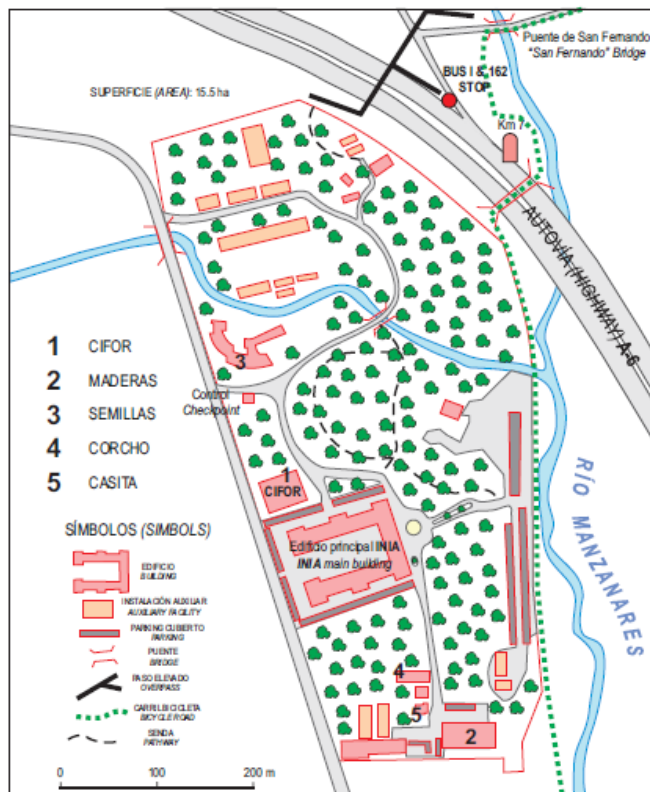 Puente de San Fernando
"San Fernando" Bridge
BUS I & 162
STOP
SUPERFICIE (AREA): 15.5 ha
Km 7
AUTOVÍA (HIGHWAY) A-6
1 CIFOR
2 MADERAS
3 SEMILLAS
4 CORCHO
5 CASITA
3
Control
Checkpoint
1
CIFOR
RÍO MANZANARES
Edificio principal INIA
INIA main building
SÍMBOLOS (SIMBOLS)
EDIFICIO
BUILDING
INSTALACIÓN AUXILIAR
AUXILIARY FACILITY
PARKING CUBIERTO
PARKING
PUENTE
BRIDGE
PASO ELEVADO
OVERPASS
CARRIL BICICLETA
BICYCLE ROAD
SENDA
PATHWAY
4
5
2
0 100 200 m